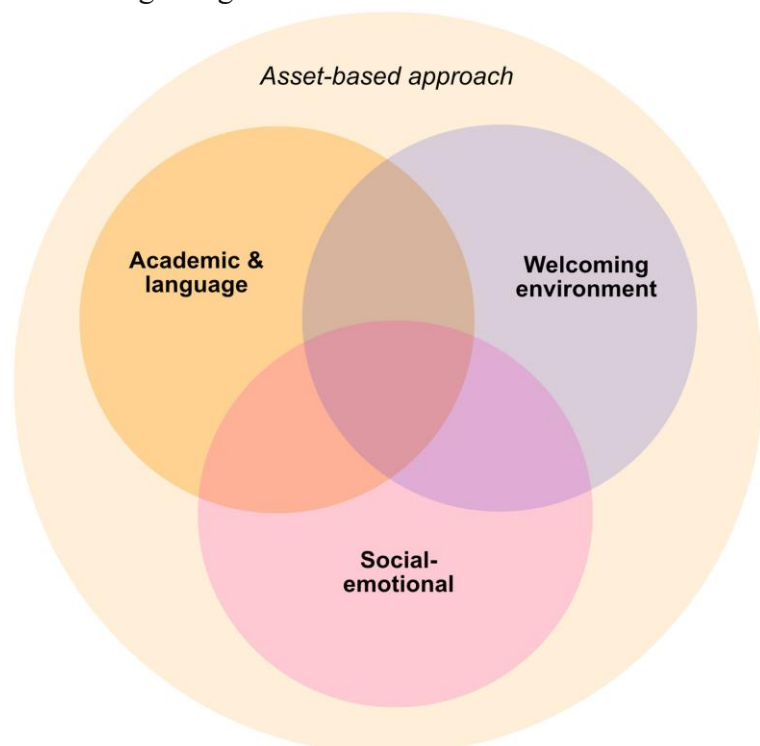 Asset-based approach
Academic &
language
Welcoming
environment
Social-
emotional